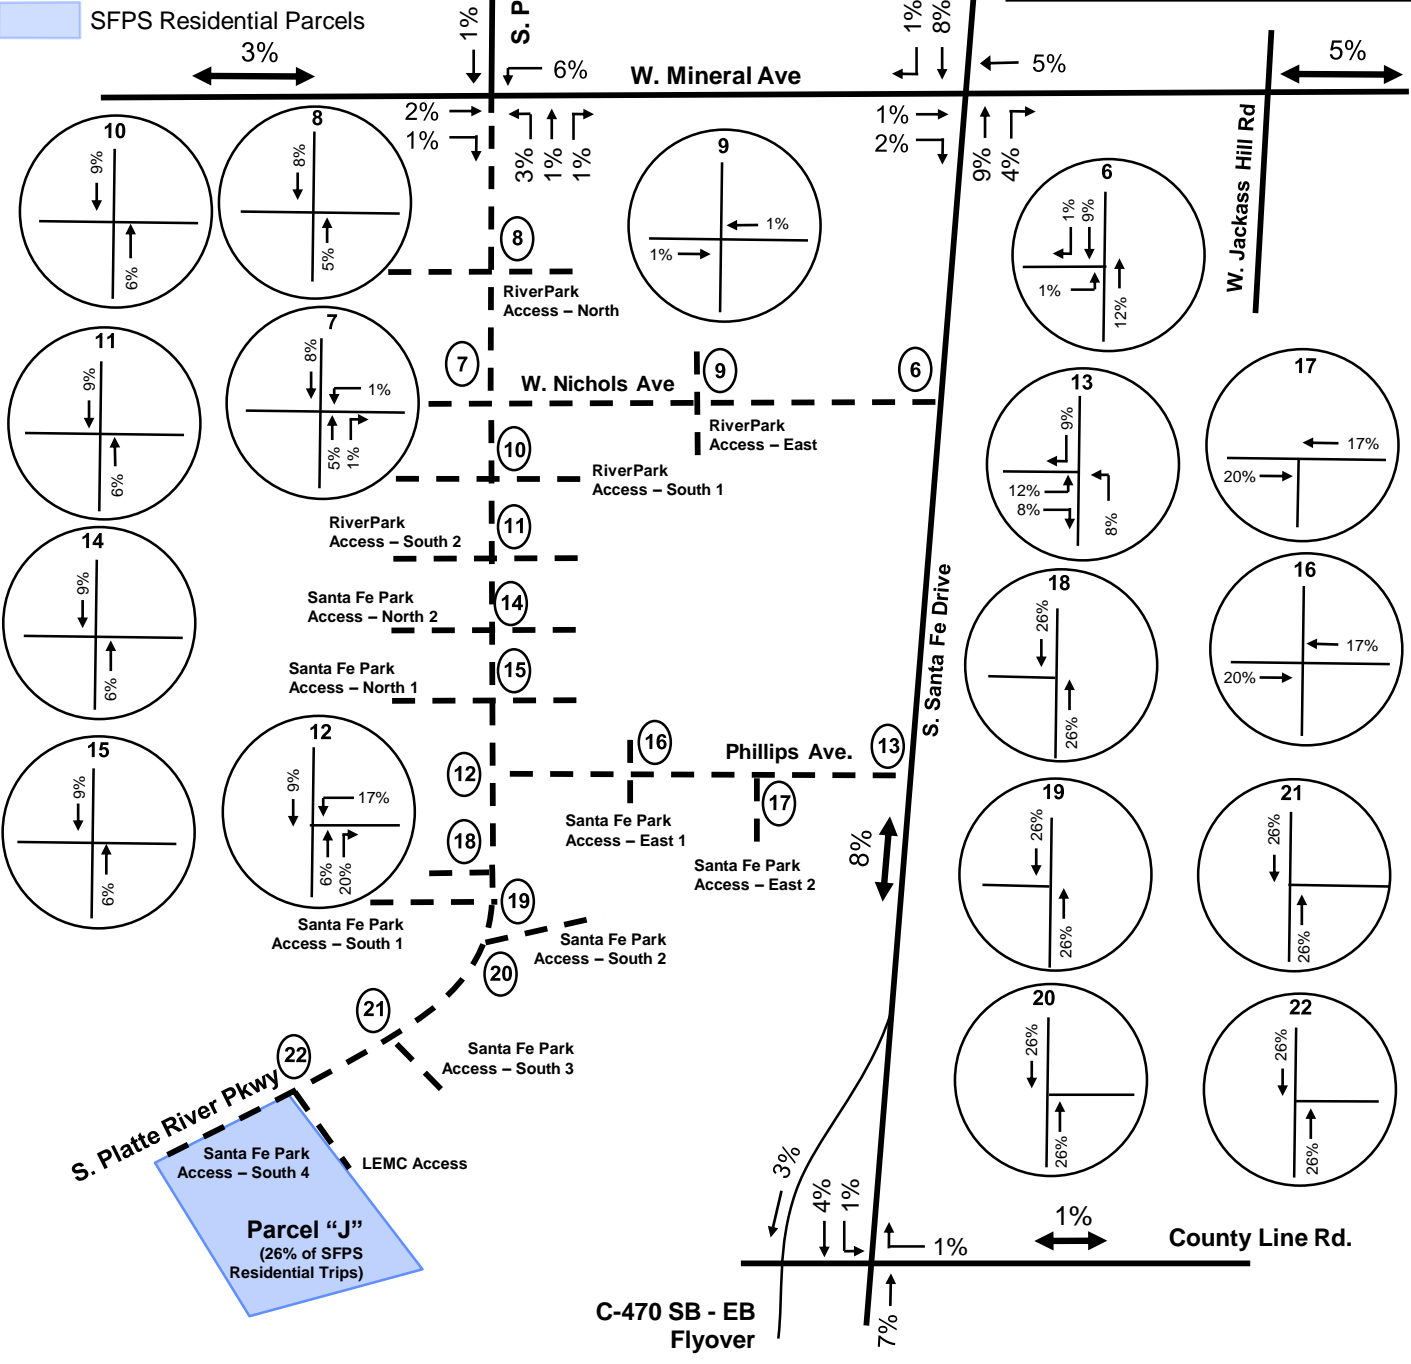 SFPS Residential Parcels
3%
1%
S. P
6%
W. Mineral Ave
1%
8%
5%
5%
2%
1%
3%
1%
1%
1%
2%
9%
4%
W. Jackass Hill Rd
10
9%
6%
8
8%
5%
9
1%
1%
6
1%
9%
1%
12%
8
RiverPark
Access – North
11
9%
6%
7
8%
1%
5%
1%
7
W. Nichols Ave
9
6
RiverPark
Access – East
13
9%
12%
8%
8%
17
17%
20%
10
RiverPark
Access – South 1
RiverPark
Access – South 2
11
14
9%
6%
Santa Fe Park
Access – North 2
14
S. Santa Fe Drive
18
26%
26%
16
17%
20%
Santa Fe Park
Access – North 1
15
15
9%
6%
12
9%
17%
6%
20%
12
16
Phillips Ave.
13
17
Santa Fe Park
Access – East 1
Santa Fe Park
Access – East 2
8%
18
19
26%
26%
21
26%
26%
Santa Fe Park
Access – South 1
19
Santa Fe Park
Access – South 2
20
21
Santa Fe Park
Access – South 3
20
26%
26%
22
26%
26%
22
S. Platte River Pkwy
Santa Fe Park
Access – South 4
LEMC Access
Parcel “J”
(26% of SFPS
Residential Trips)
3%
4%
1%
1%
1%
County Line Rd.
C-470 SB - EB
Flyover
7%